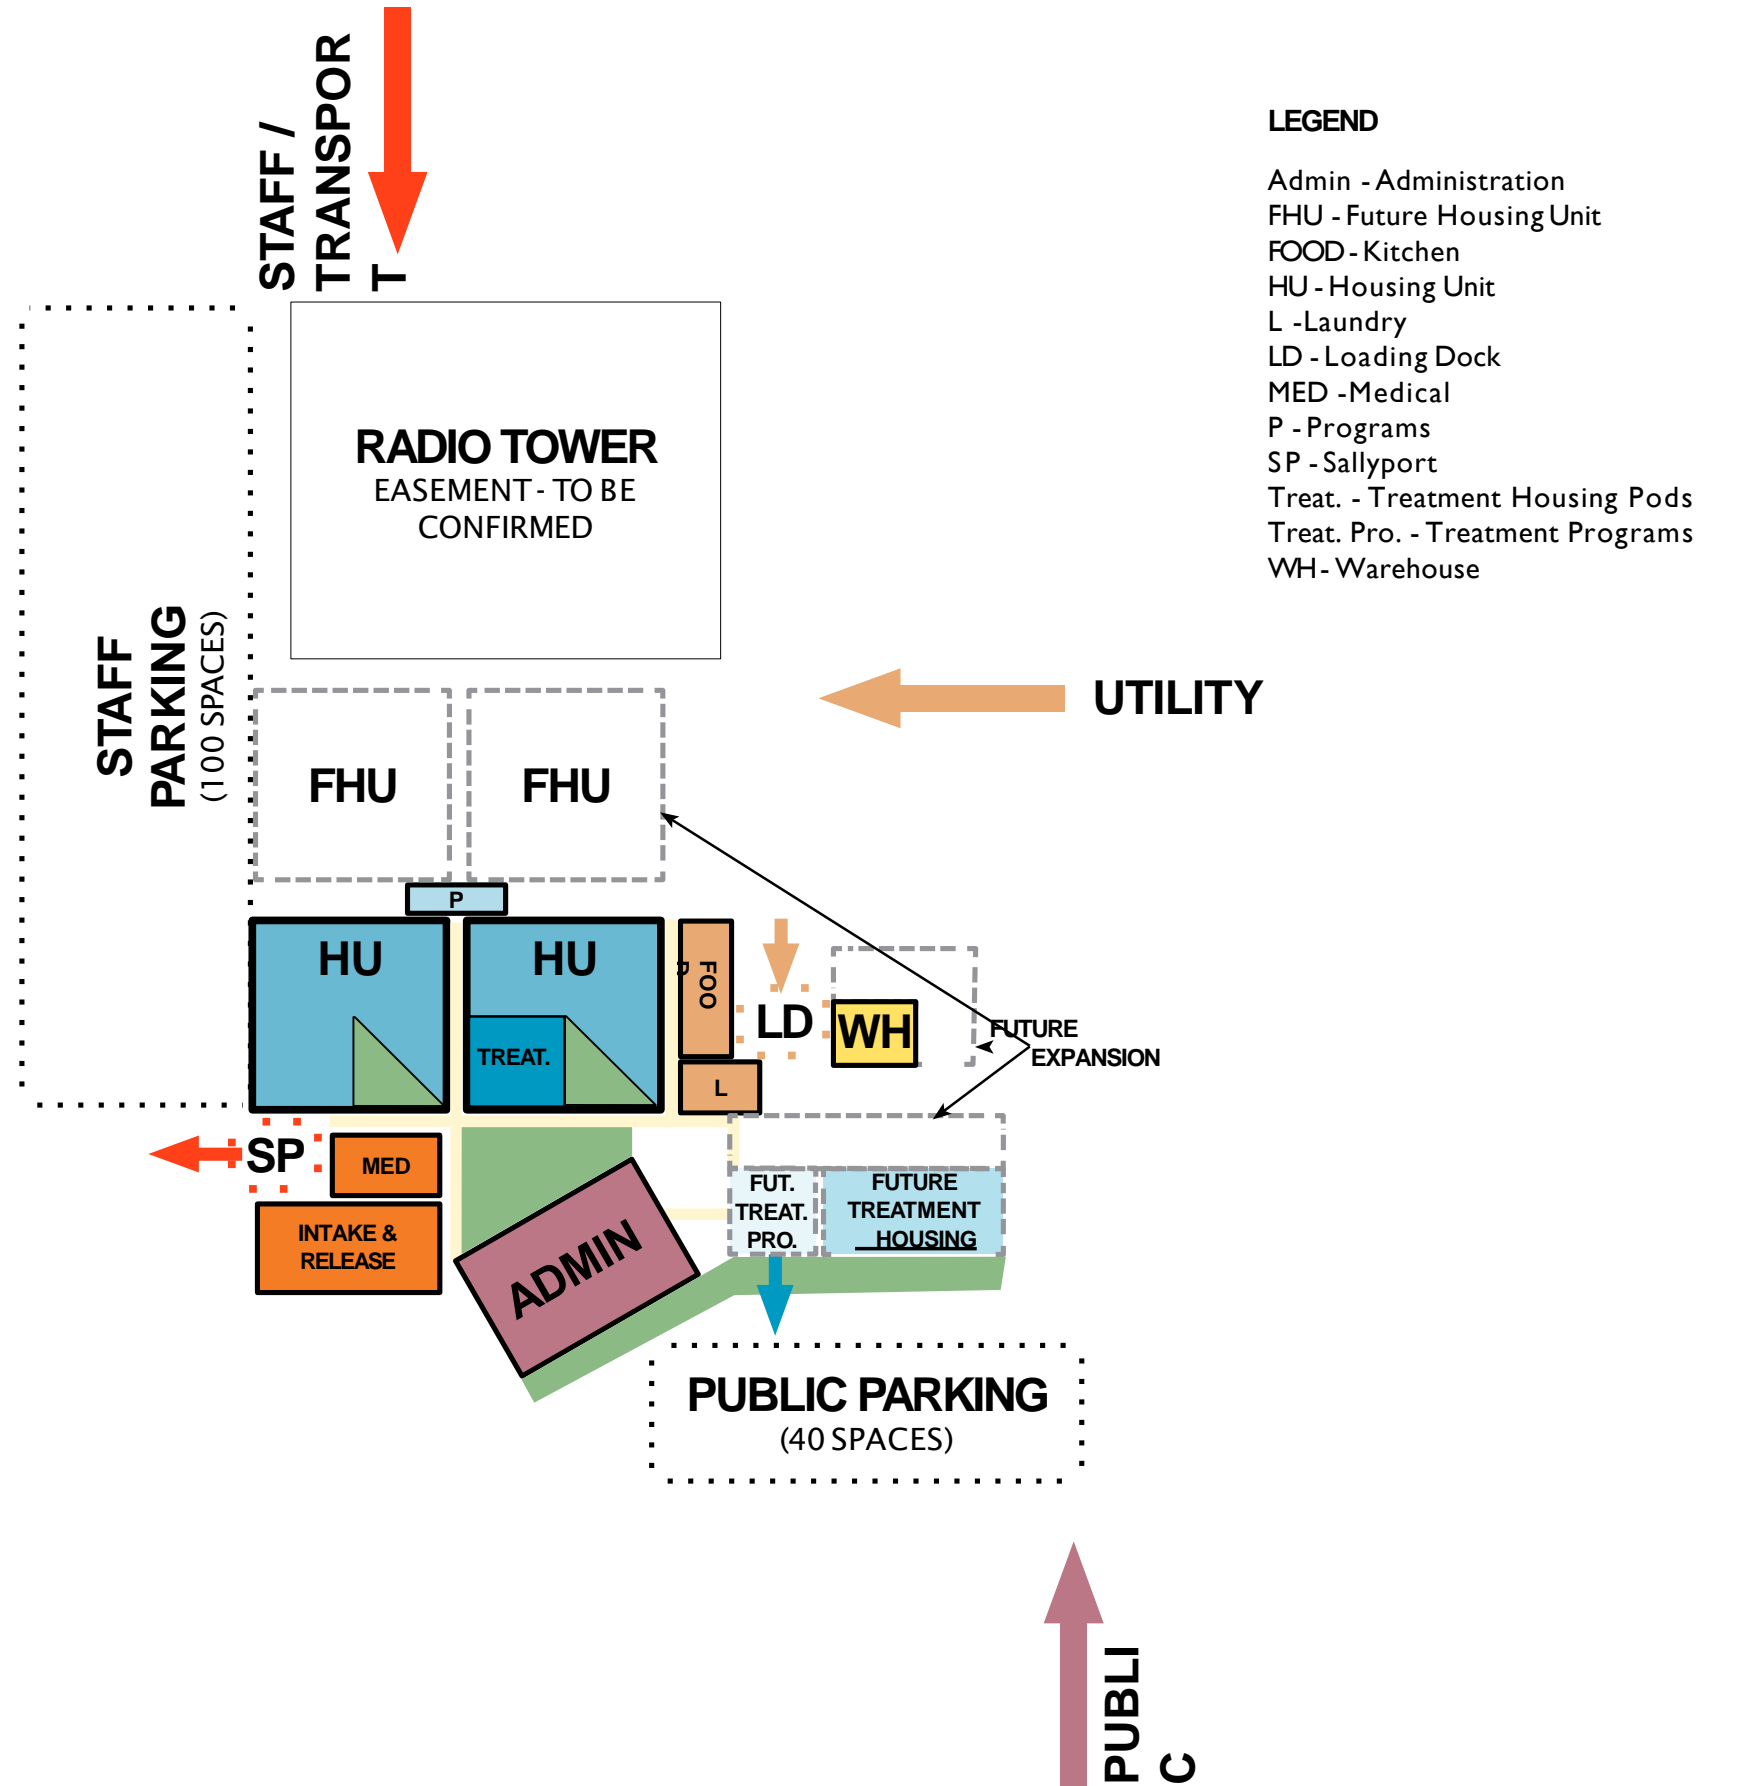 STAFF /
TRANSPOR
T
LEGEND
Admin - Administration
FHU - Future Housing Unit
FOOD - Kitchen
HU - Housing Unit
L - Laundry
LD - Loading Dock
MED - Medical
P - Programs
SP - Sallyport
Treat. - Treatment Housing Pods
Treat. Pro. - Treatment Programs
WH - Warehouse
RADIO TOWER
EASEMENT - TO BE
CONFIRMED
STAFF
PARKING
(100 SPACES)
UTILITY
FHU
FHU
P
HU
HU
TREAT.
FOO
D
L
LD
WH
FUTURE
EXPANSION
SP
MED
INTAKE &
RELEASE
ADMIN
FUT.
TREAT.
PRO.
FUTURE
TREATMENT
HOUSING
PUBLIC PARKING
(40 SPACES)
PUBLI
C